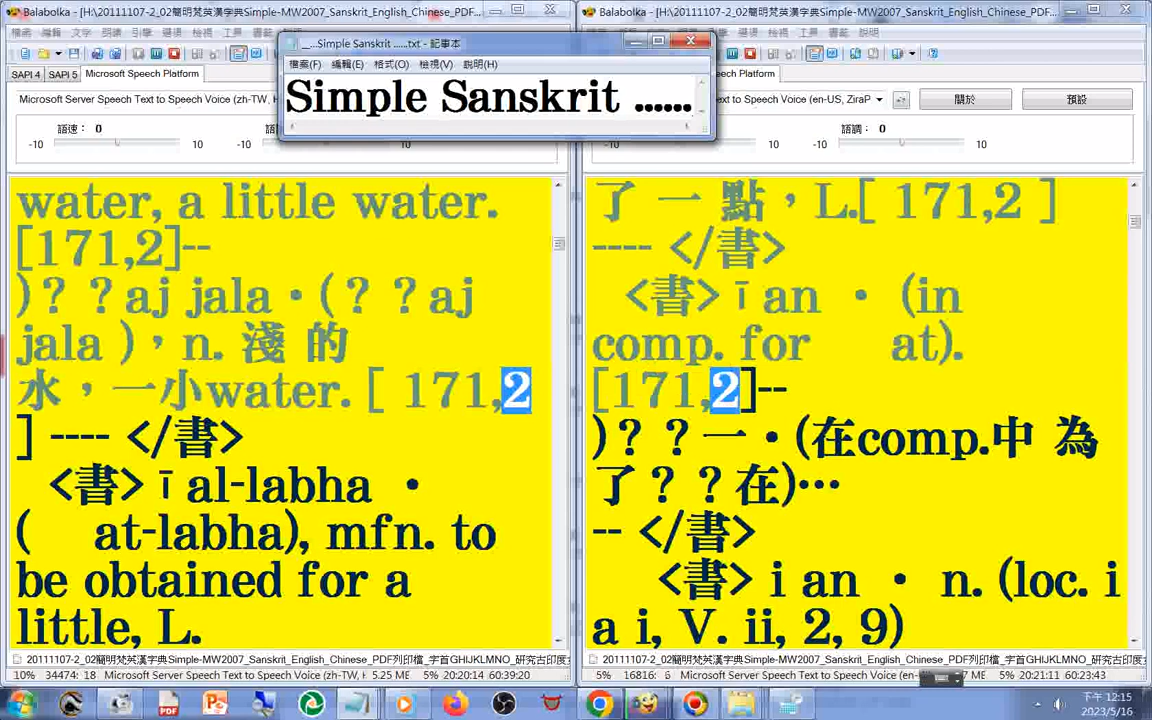 Balabolka - [H:\20111107-2_02簡明梵英漢字典Simple-MW2007_Sanskrit_English_Chinese_PDF...
Balabolka - [H:\20111107-2_02簡明梵英漢字典Simple-MW2007_Sanskrit_English_Chinese_PDF...
__...Simple Sanskrit ......txt - 記事本
檔案(F) 編輯(E) 格式(O) 檢視(V) 說明(H)
Simple Sanskrit ......
SAPI 4 SAPI 5 Microsoft Speech Platform
eech Platform
Microsoft Server Speech Text to Speech Voice (zh-TW, H
xt to Speech Voice (en-US, ZiraP
關於 預設
語速: 0
-10 10 -10 10
語調: 0
-10 10 -10 10
water, a little water.
[171,2]--
)？？aj jala・(？？aj
jala )，n. 淺 的
水，一小water. [ 171,2
] ---- </書>
<書> ī al-labha ・
( at-labha), mfn. to
be obtained for a
little, L.
了 一 點，L.[ 171,2 ]
---- </書>
<書> ī an ・ (in
comp. for at).
[171,2]--
)？？一・(在comp.中 為
了？？在)…
-- </書>
<書> i an ・ n. (loc. i
a i, V. ii, 2, 9)
20111107-2_02簡明梵英漢字典Simple-MW2007_Sanskrit_English_Chinese_PDF列印檔_字首GHIJKLMNO_研究古印度
20111107-2_02簡明梵英漢字典Simple-MW2007_Sanskrit_English_Chinese_PDF列印檔_字首GHIJKLMNO_研究古印度
10% 34474: 18 Microsoft Server Speech Text to Speech Voice (zh-TW, 5.25 ME 5% 20:20:14 60:39:20
5% 16816: 6 Microsoft Server Speech Text to Speech Voice (en-US ME 5% 20:21:11 60:23:43
下午 12:15
2023/5/16